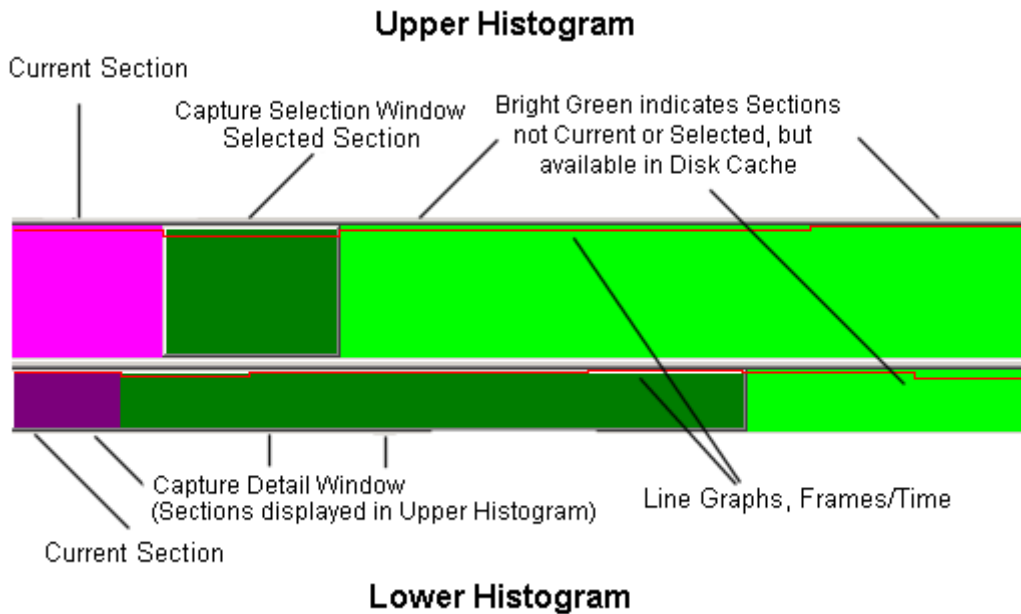 Upper Histogram
Current Section
Capture Selection Window
Selected Section
Bright Green indicates Sections
not Current or Selected, but
available in Disk Cache
Capture Detail Window
(Sections displayed in Upper Histogram)
Line Graphs, Frames/Time
Current Section
Lower Histogram